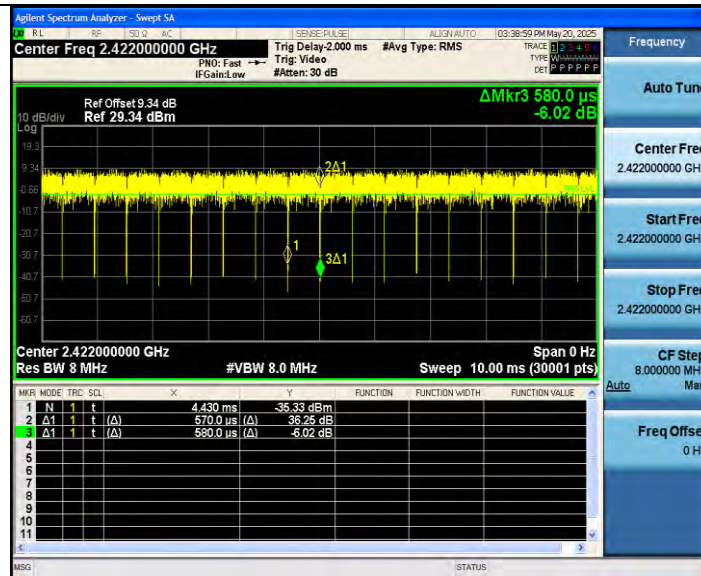 Agilent Spectrum Analyzer - Swept SA
RL RF 50 Ω AC SENSE:PULSE ALIGN AUTO 03:38:59 PM May 20, 2025
Center Freq 2.422000000 GHz
PNO: Fast
IFGain:Low
Trig Delay-2.000 ms
Trig: Video
#Atten: 30 dB
#Avg Type: RMS
TRACE 1 2 3 4 5 6
TYPE
DET P P P P P P
Ref Offset 9.34 dB
Ref 29.34 dBm
ΔMkr3 580.0 µs
-6.02 dB
10 dB/div
Log
19.3
9.34
-0.66
-10.7
-20.7
-30.7
-40.7
-50.7
-60.7
2Δ1
TRIG LVL
1
3Δ1
Center 2.422000000 GHz Span 0 Hz
Res BW 8 MHz #VBW 8.0 MHz Sweep 10.00 ms (30001 pts)
MKR MODE TRC SCL X Y FUNCTION FUNCTION WIDTH FUNCTION VALUE
1 N 1 t 4.430 ms -35.33 dBm
2 Δ1 1 t (Δ) 570.0 µs (Δ) 36.25 dB
3 Δ1 1 t (Δ) 580.0 µs (Δ) -6.02 dB
4
5
6
7
8
9
10
11
MSG STATUS
Frequency
Auto Tun
Center Fre
2.422000000 GH
Start Fre
2.422000000 GH
Stop Fre
2.422000000 GH
CF Step
8.000000 MH
Auto Ma
Freq Offse
0 H